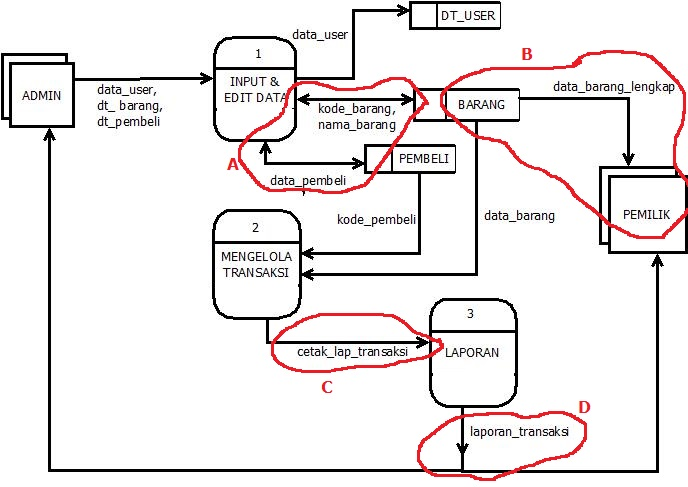 DT_USER
data_user
1
INPUT &
EDIT DATA
ADMIN
data_user,
dt_ barang,
dt_pembeli
B
data_barang_lengkap
kode_barang,
nama_barang
BARANG
A
data_pembeli
PEMBELI
kode_pembeli
data_barang
PEMILIK
2
MENGELOLA
TRANSAKSI
3
cetak_lap_transaksi
LAPORAN
C
D
laporan_transaksi